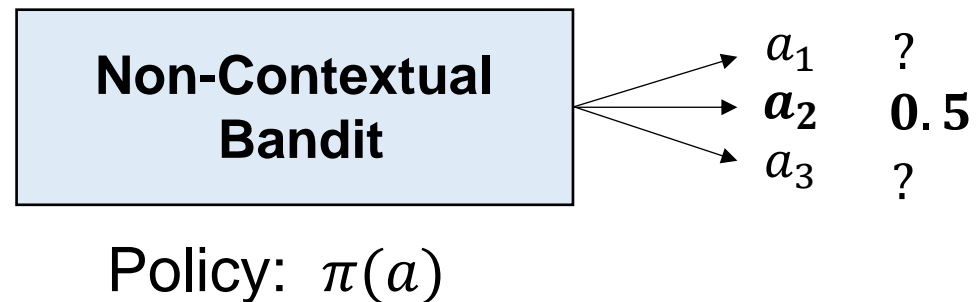 Non-Contextual
Bandit
a₁ ?
a₂ 0.5
a₃ ?
Policy: π(a)